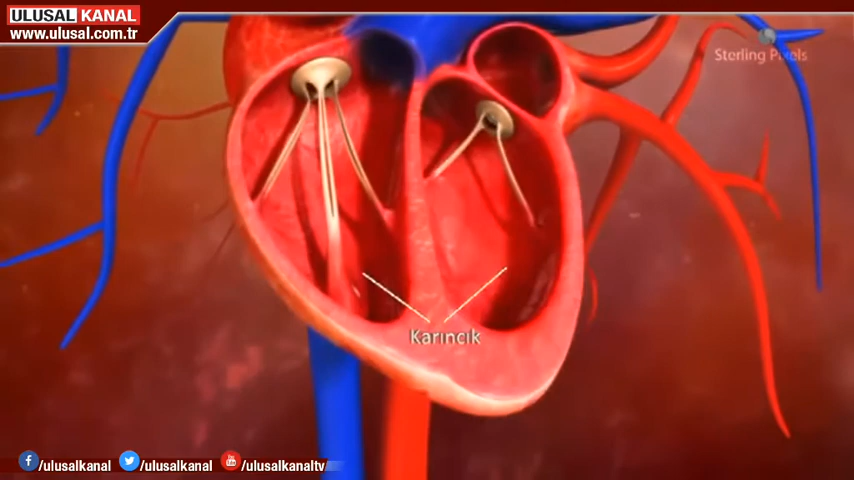 ULUSAL KANAL
www.ulusal.com.tr
Sterling Pixels
Karıncık
/ulusalkanal /ulusalkanal /ulusalkanaltv